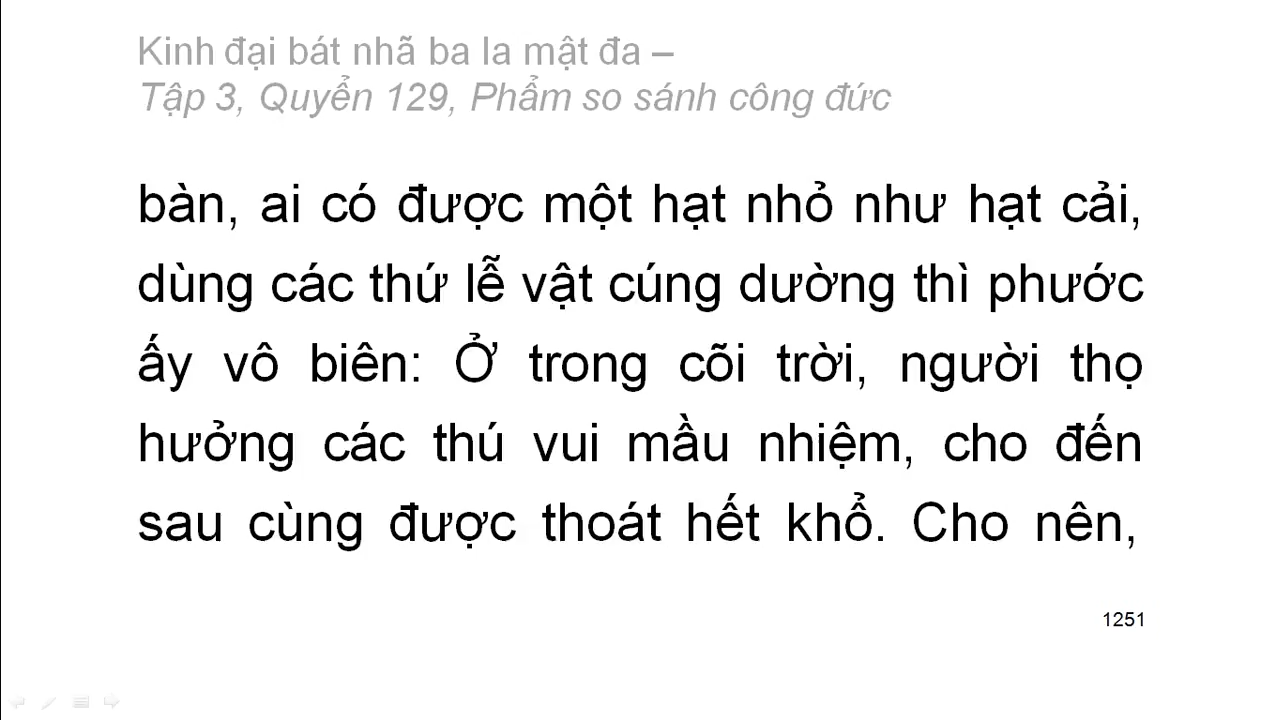 Kinh đại bát nhã ba la mật đa –
Tập 3, Quyển 129, Phẩm so sánh công đức
bàn, ai có được một hạt nhỏ như hạt cải,
dùng các thứ lễ vật cúng dường thì phước
ấy vô biên: Ở trong cõi trời, người thọ
hưởng các thú vui mầu nhiệm, cho đến
sau cùng được thoát hết khổ. Cho nên,
1251